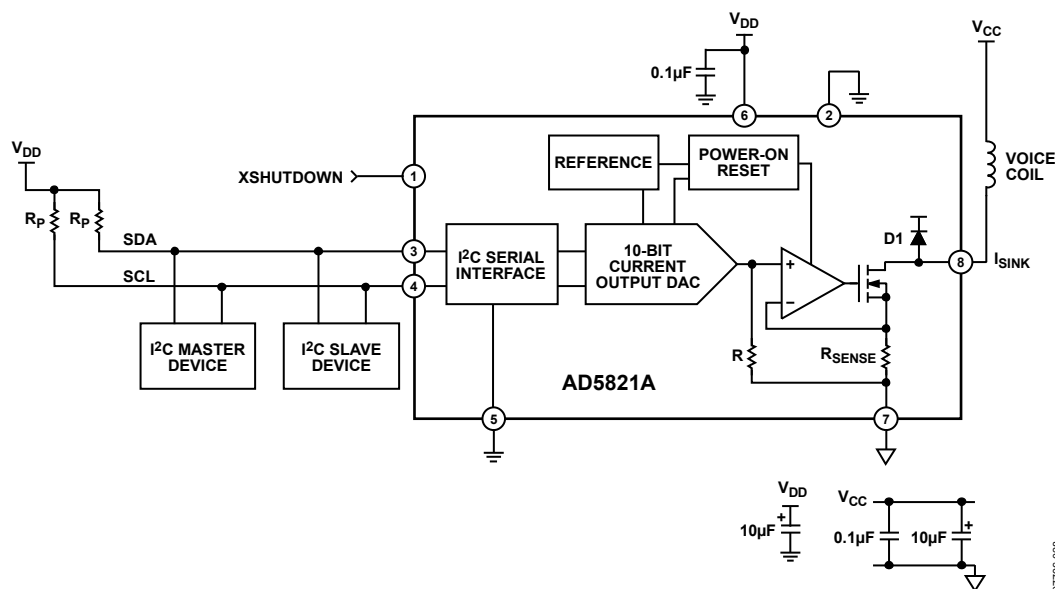 VDD
VCC
0.1µF
6
2
VDD
REFERENCE
POWER-ON
RESET
VOICE
COIL
XSHUTDOWN
1
RP
RP
D1
SDA
3
I²C SERIAL
INTERFACE
10-BIT
CURRENT
OUTPUT DAC
+
8
ISINK
SCL
4
–
I²C MASTER
DEVICE
I²C SLAVE
DEVICE
R
RSENSE
AD5821A
5
7
VDD
VCC
+
10µF
0.1µF
10µF
+